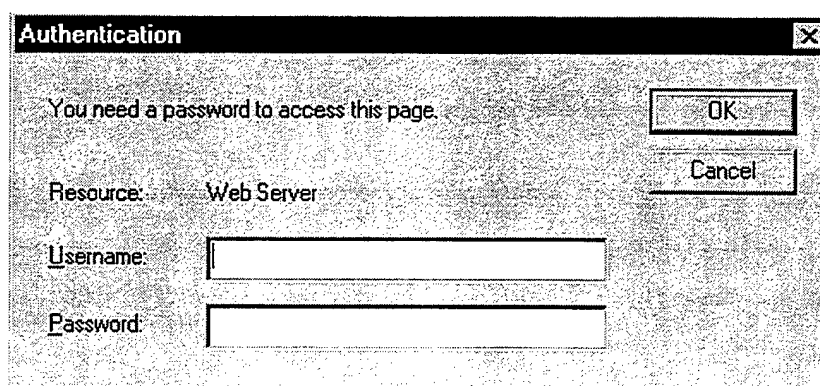 Authentication
You need a password to access this page.
OK
Cancel
Resource: Web Server
Username:
Password: